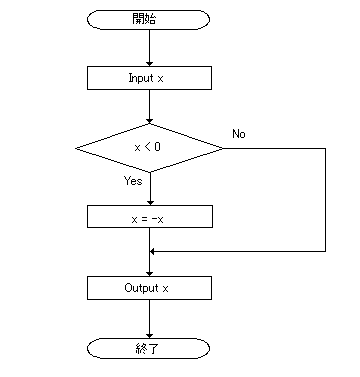 開始
Input x
x < 0
No
Yes
x = -x
Output x
終了